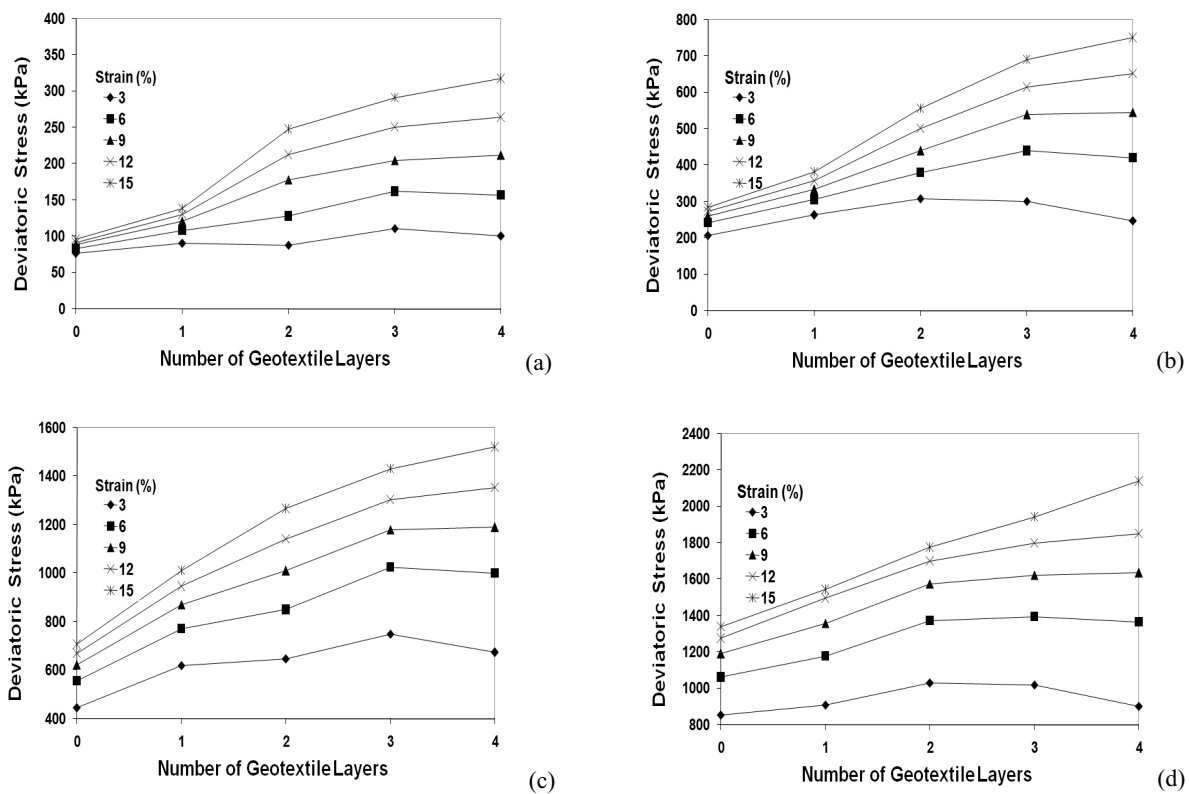 400
350
300
250
200
150
100
50
0
Deviatoric Stress (kPa)
Strain (%)
3
6
9
12
15
0 1 2 3 4
Number of Geotextile Layers
(a)
800
700
600
500
400
300
200
100
0
Deviatoric Stress (kPa)
Strain (%)
3
6
9
12
15
0 1 2 3 4
Number of Geotextile Layers
(b)
1600
1400
1200
1000
800
600
400
Deviatoric Stress (kPa)
Strain (%)
3
6
9
12
15
0 1 2 3 4
Number of Geotextile Layers
(c)
2400
2200
2000
1800
1600
1400
1200
1000
800
Deviatoric Stress (kPa)
Strain (%)
3
6
9
12
15
0 1 2 3 4
Number of Geotextile Layers
(d)